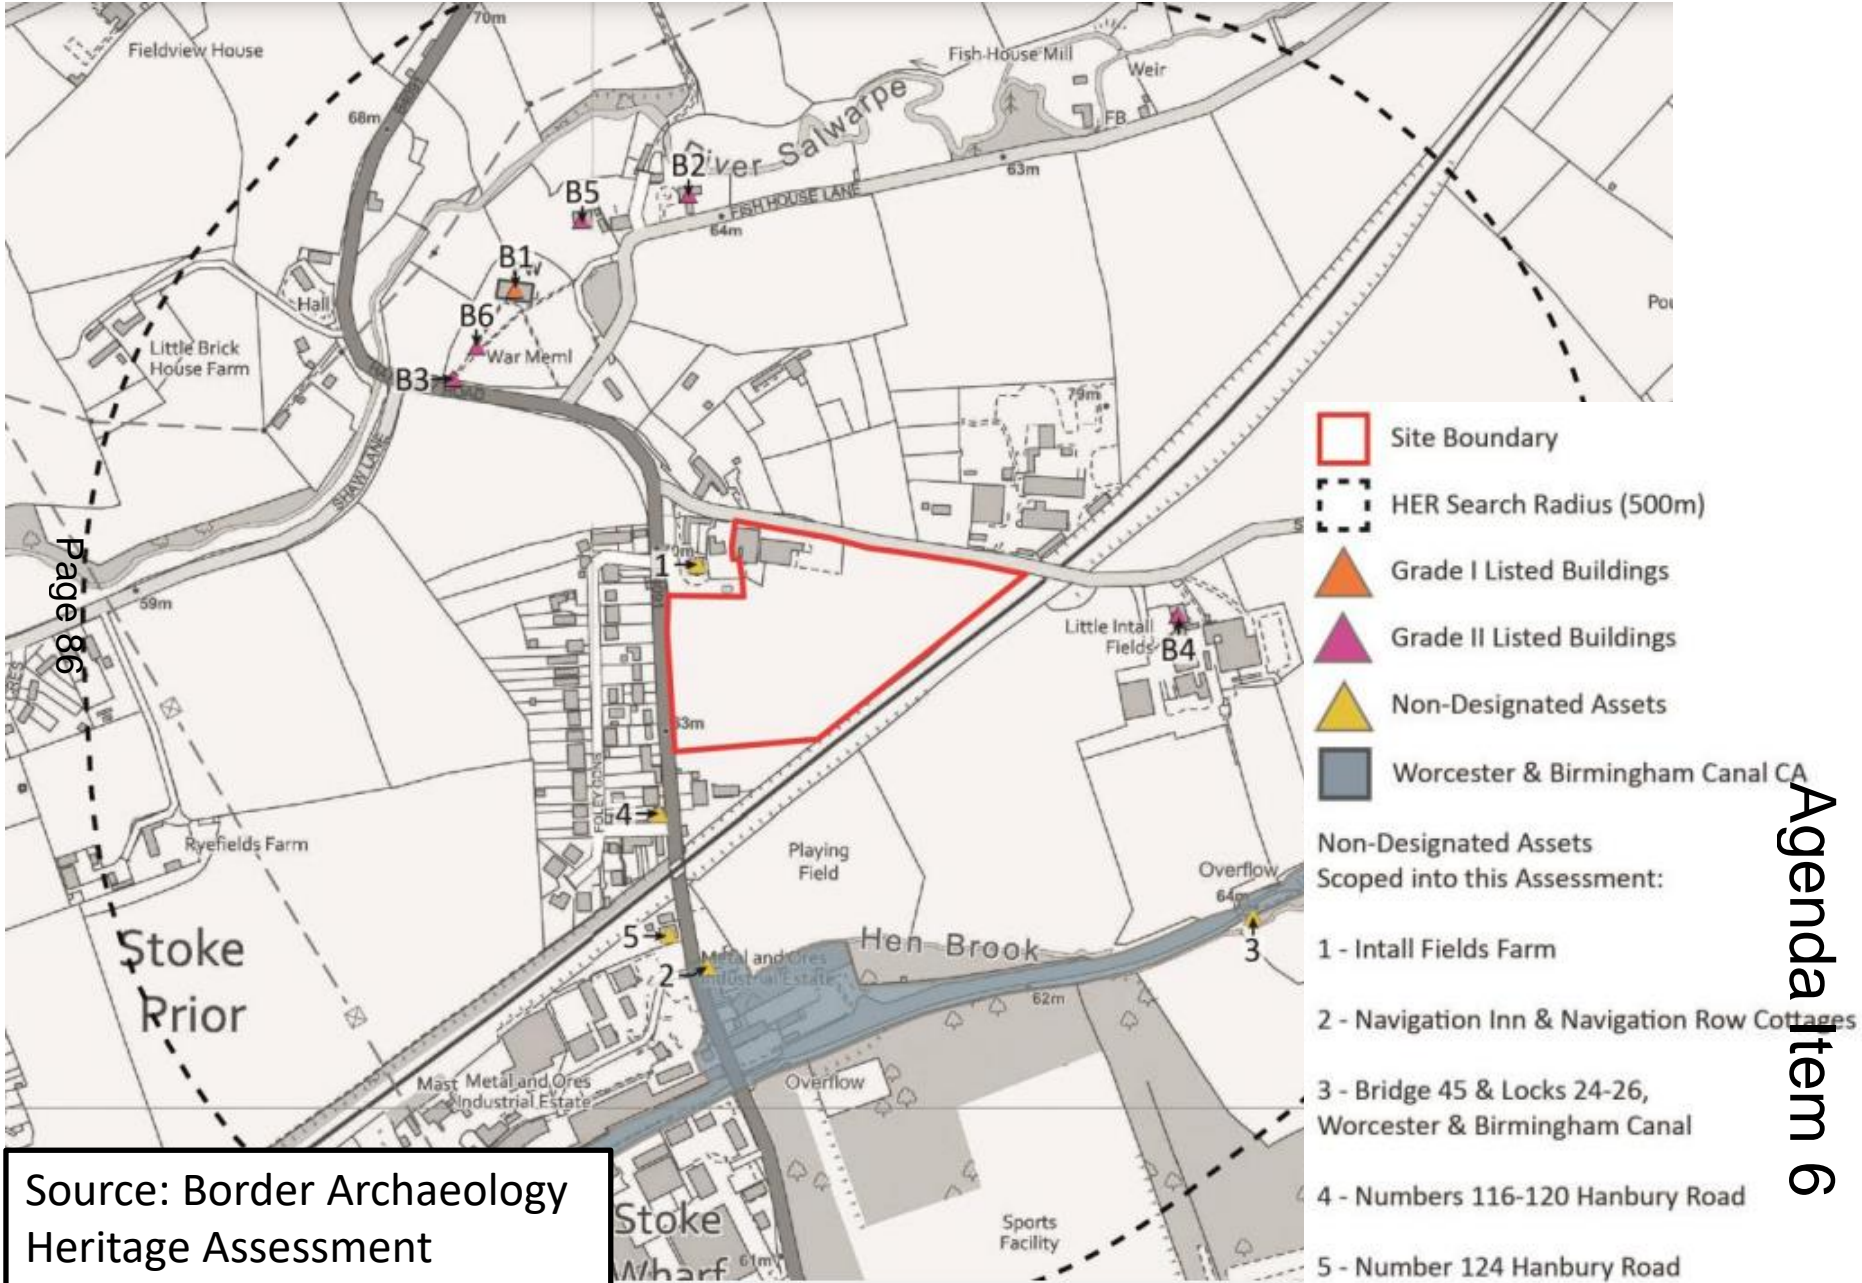 70m
Fieldview House
Fish House Mill
Weir
68m
River Salwarpe
FB
B2
63m
B5
FISH HOUSE LANE
64m
B1
Hall
B6
War Meml
Little Brick
House Farm
B3
ROAD
79m
SHAW LANE
Page 86
59m
1
Little Intall
Fields
B4
63m
FOLEY GDNS
4
Ryefields Farm
Playing
Field
Overflow
64m
5
Hen Brook
3
2
Metal and Ores
Industrial Estate
62m
Stoke
Prior
Mast
Metal and Ores
Industrial Estate
Overflow
Stoke
Wharf
61m
Sports
Facility
Source: Border Archaeology
Heritage Assessment
Site Boundary
HER Search Radius (500m)
Grade I Listed Buildings
Grade II Listed Buildings
Non-Designated Assets
Worcester & Birmingham Canal CA
Non-Designated Assets
Scoped into this Assessment:
1 - Intall Fields Farm
2 - Navigation Inn & Navigation Row Cottages
3 - Bridge 45 & Locks 24-26,
Worcester & Birmingham Canal
4 - Numbers 116-120 Hanbury Road
5 - Number 124 Hanbury Road
Agenda Item 6